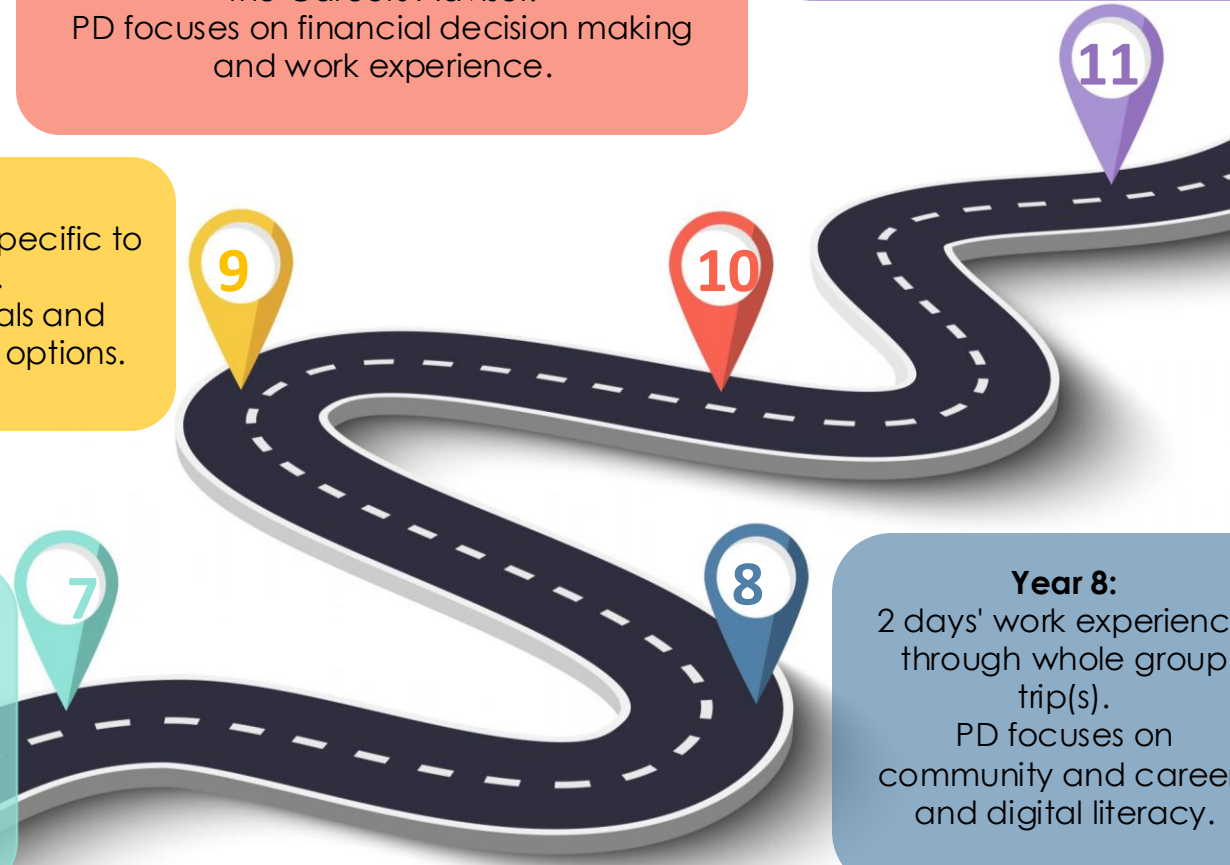 PD focuses on financial decision making
and work experience.
11
pecific to
als and
options.
9
10
7
8
Year 8:
2 days' work experienc
through whole group
trip(s).
PD focuses on
community and career
and digital literacy.